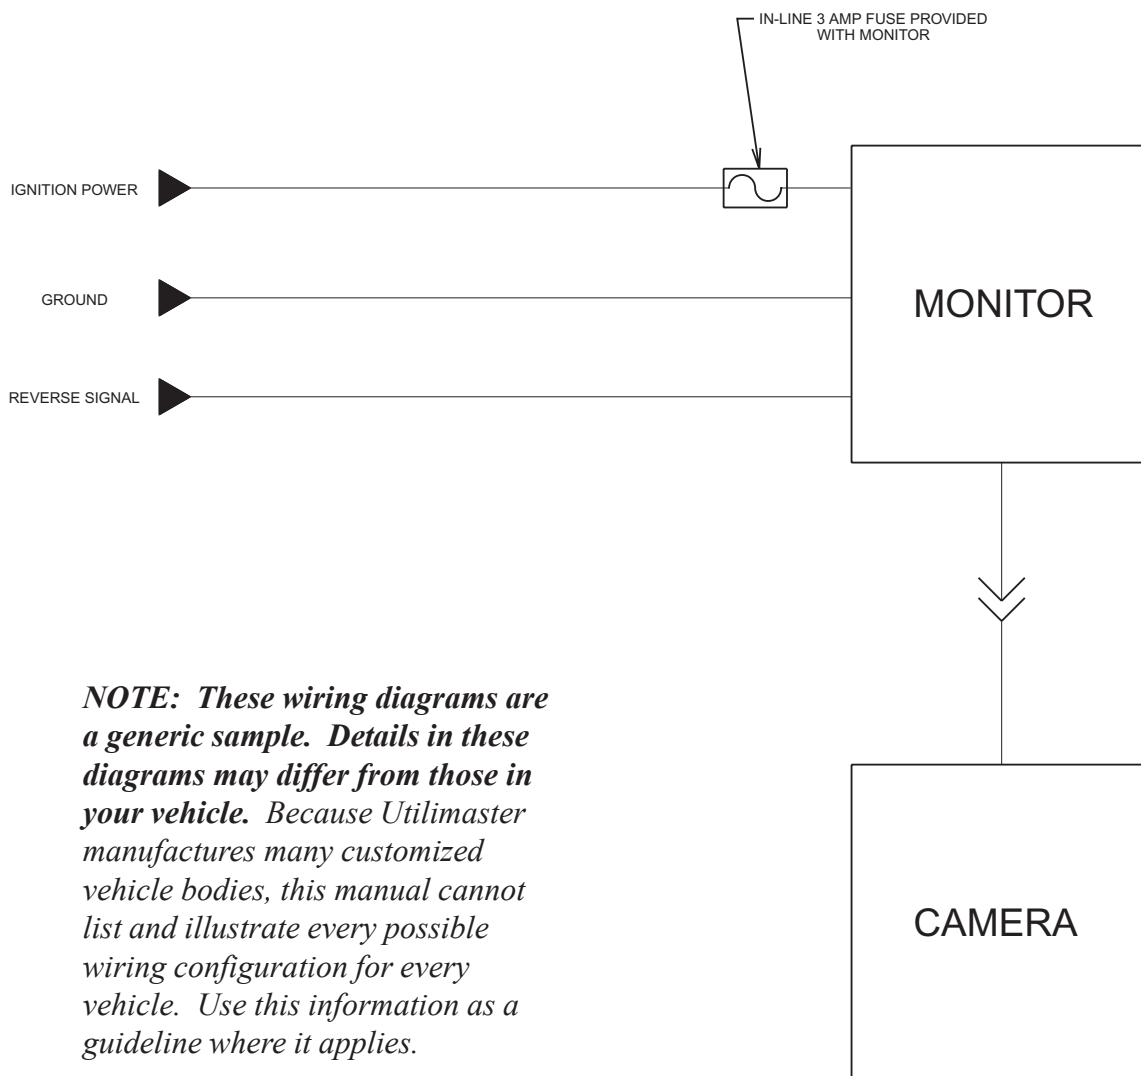 IN-LINE 3 AMP FUSE PROVIDED
WITH MONITOR
IGNITION POWER
GROUND
MONITOR
REVERSE SIGNAL
NOTE:  These wiring diagrams are
a generic sample.  Details in these
diagrams may differ from those in
your vehicle.  Because Utilimaster
manufactures many customized
vehicle bodies, this manual cannot
list and illustrate every possible
wiring configuration for every
vehicle.  Use this information as a
guideline where it applies.
CAMERA